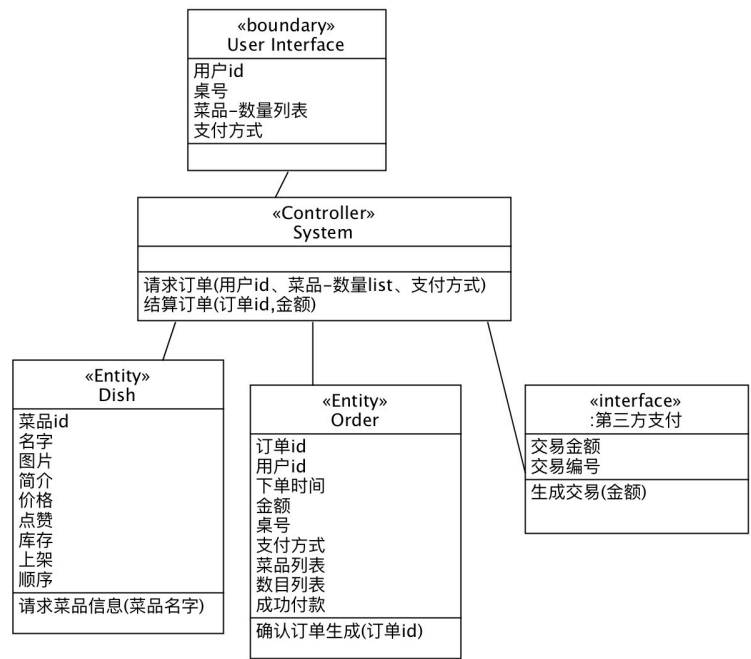 «boundary»
User Interface
用户id
桌号
菜品-数量列表
支付方式
«Controller»
System
请求订单(用户id、菜品-数量list、支付方式)
结算订单(订单id,金额)
«Entity»
Dish
菜品id
名字
图片
简介
价格
点赞
库存
上架
顺序
请求菜品信息(菜品名字)
«Entity»
Order
订单id
用户id
下单时间
金额
桌号
支付方式
菜品列表
数目列表
成功付款
确认订单生成(订单id)
«interface»
:第三方支付
交易金额
交易编号
生成交易(金额)